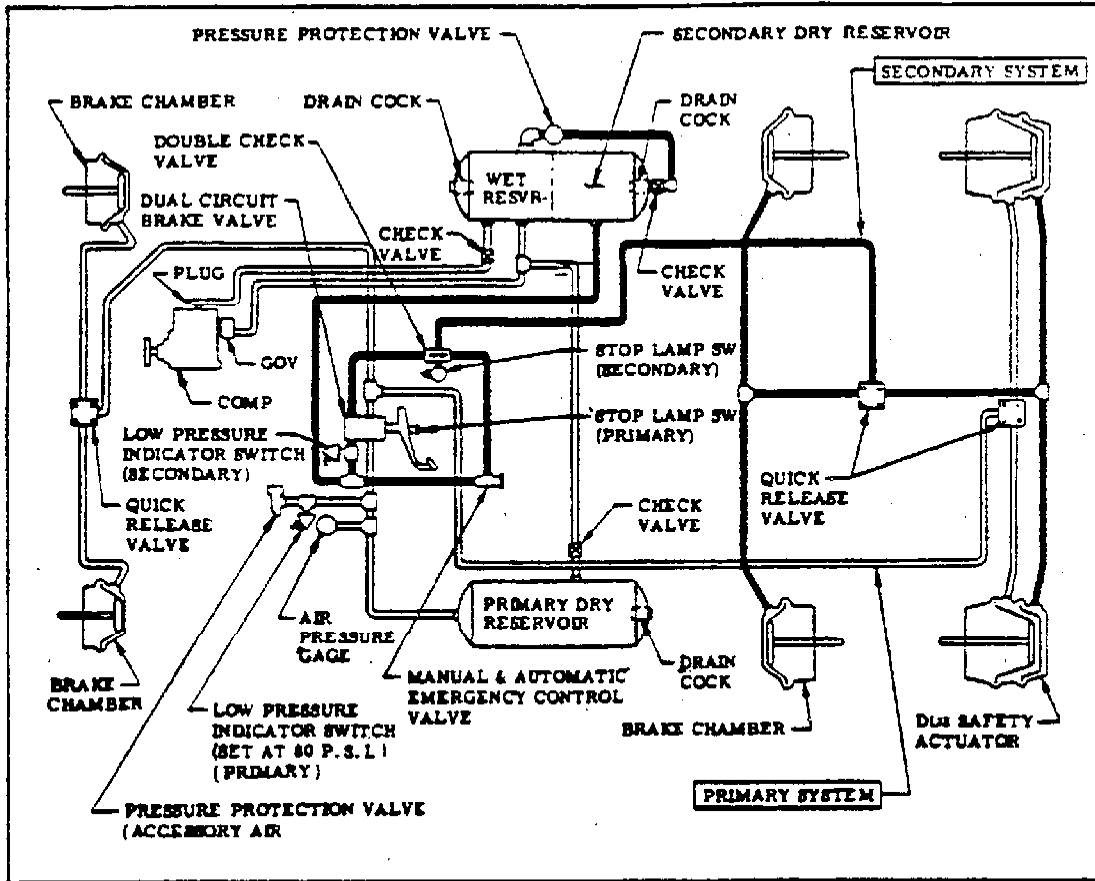 PRESSURE PROTECTION VALVE
SECONDARY DRY RESERVOIR
SECONDARY SYSTEM
BRAKE CHAMBER
DRAIN COCK
DRAIN
COCK
DOUBLE CHECK
VALVE
WET
RESVR-
DUAL CIRCUIT
BRAKE VALVE
CHECK
VALVE
CHECK
VALVE
PLUG
GOV
COMP
STOP LAMP SW
(SECONDARY)
STOP LAMP SW
(PRIMARY)
LOW PRESSURE
INDICATOR SWITCH
(SECONDARY)
QUICK
RELEASE
VALVE
QUICK
RELEASE
VALVE
CHECK
VALVE
PRIMARY DRY
RESERVOIR
AIR
PRESSURE
GAGE
DRAIN
COCK
MANUAL & AUTOMATIC
EMERGENCY CONTROL
VALVE
BRAKE
CHAMBER
BRAKE CHAMBER
SAFETY
ACTUATOR
LOW PRESSURE
INDICATOR SWITCH
(SET AT 60 P.S.I.)
(PRIMARY)
PRIMARY SYSTEM
PRESSURE PROTECTION VALVE
(ACCESSORY AIR